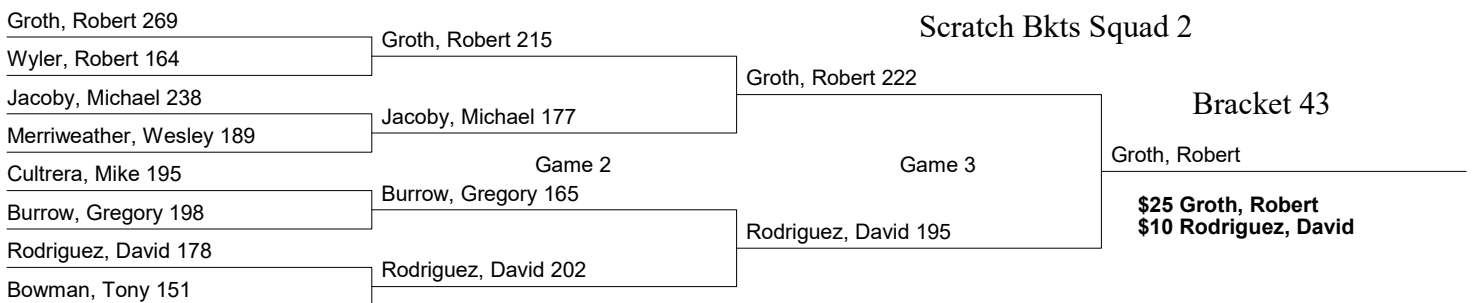 Scratch Bkts Squad 2
Bracket 43
Groth, Robert 269
Wyler, Robert 164
Jacoby, Michael 238
Merriweather, Wesley 189
Cultrera, Mike 195
Burrow, Gregory 198
Rodriguez, David 178
Bowman, Tony 151
Groth, Robert 215
Jacoby, Michael 177
Game 2
Burrow, Gregory 165
Rodriguez, David 202
Groth, Robert 222
Game 3
Rodriguez, David 195
Groth, Robert
$25 Groth, Robert
$10 Rodriguez, David